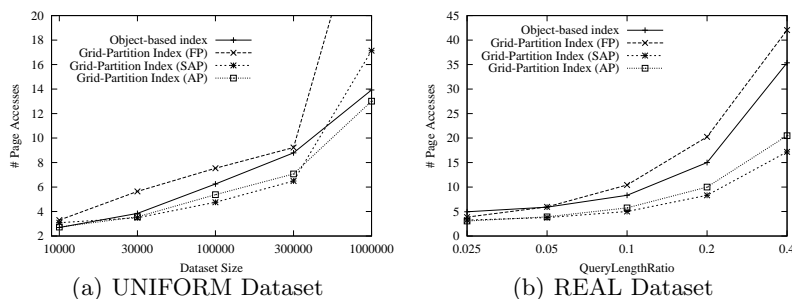 # Page Accesses
20
18
16
14
12
10
8
6
4
2
Object-based index
Grid-Partition Index (FP)
Grid-Partition Index (SAP)
Grid-Partition Index (AP)
10000 30000 100000 300000 1000000
Dataset Size
(a) UNIFORM Dataset
# Page Accesses
45
40
35
30
25
20
15
10
5
0
Object-based index
Grid-Partition Index (FP)
Grid-Partition Index (SAP)
Grid-Partition Index (AP)
0.025 0.05 0.1 0.2 0.4
QueryLengthRatio
(b) REAL Dataset